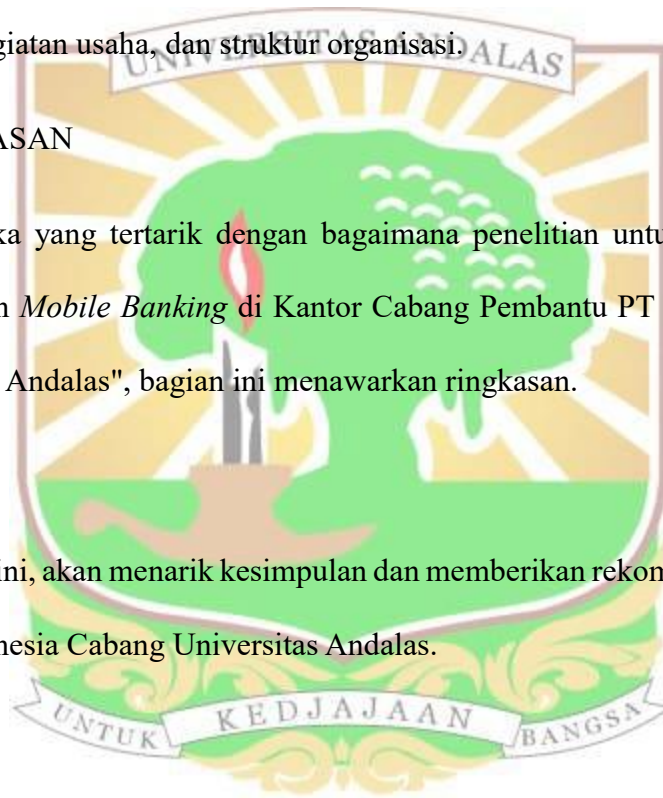 giatan usaha, dan struktur organisasi.
UNIVERSITAS ANDALAS
ASAN
ka yang tertarik dengan bagaimana penelitian untu
n Mobile Banking di Kantor Cabang Pembantu PT
Andalas", bagian ini menawarkan ringkasan.
ini, akan menarik kesimpulan dan memberikan rekon
nesia Cabang Universitas Andalas.
UNTUK KEDJAJAAN BANGSA